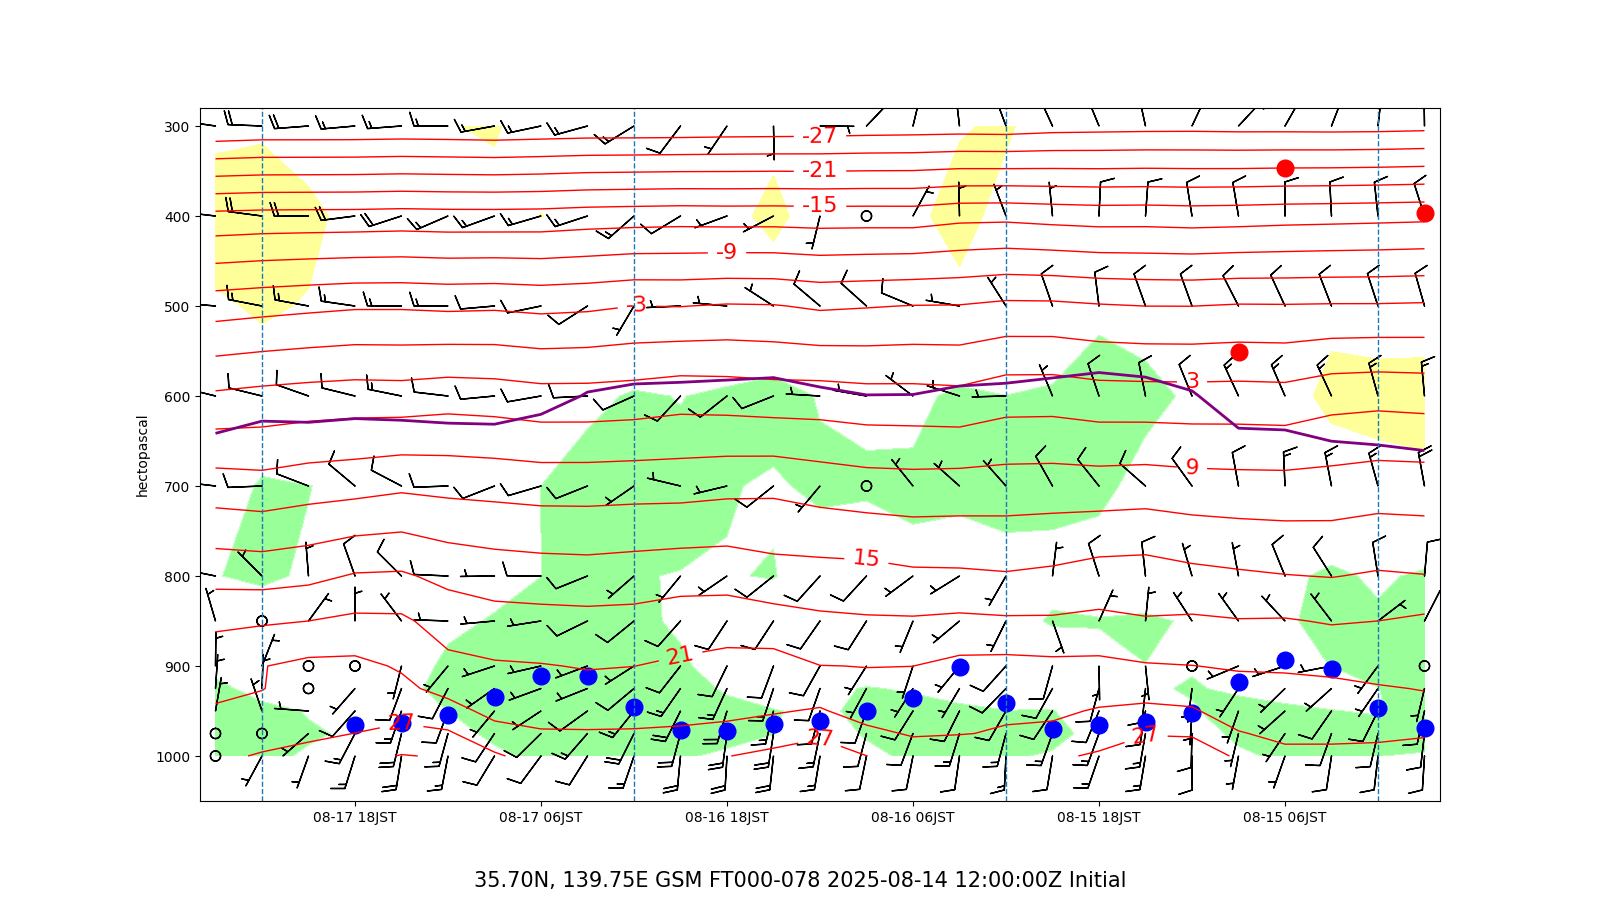 300
400
500
600
700
800
900
1000
hectopascal
-27
-21
-15
-9
-3
3
9
15
21
27
27
27
08-17 18JST
08-17 06JST
08-16 18JST
08-16 06JST
08-15 18JST
08-15 06JST
35.70N, 139.75E GSM FT000-078 2025-08-14 12:00:00Z Initial